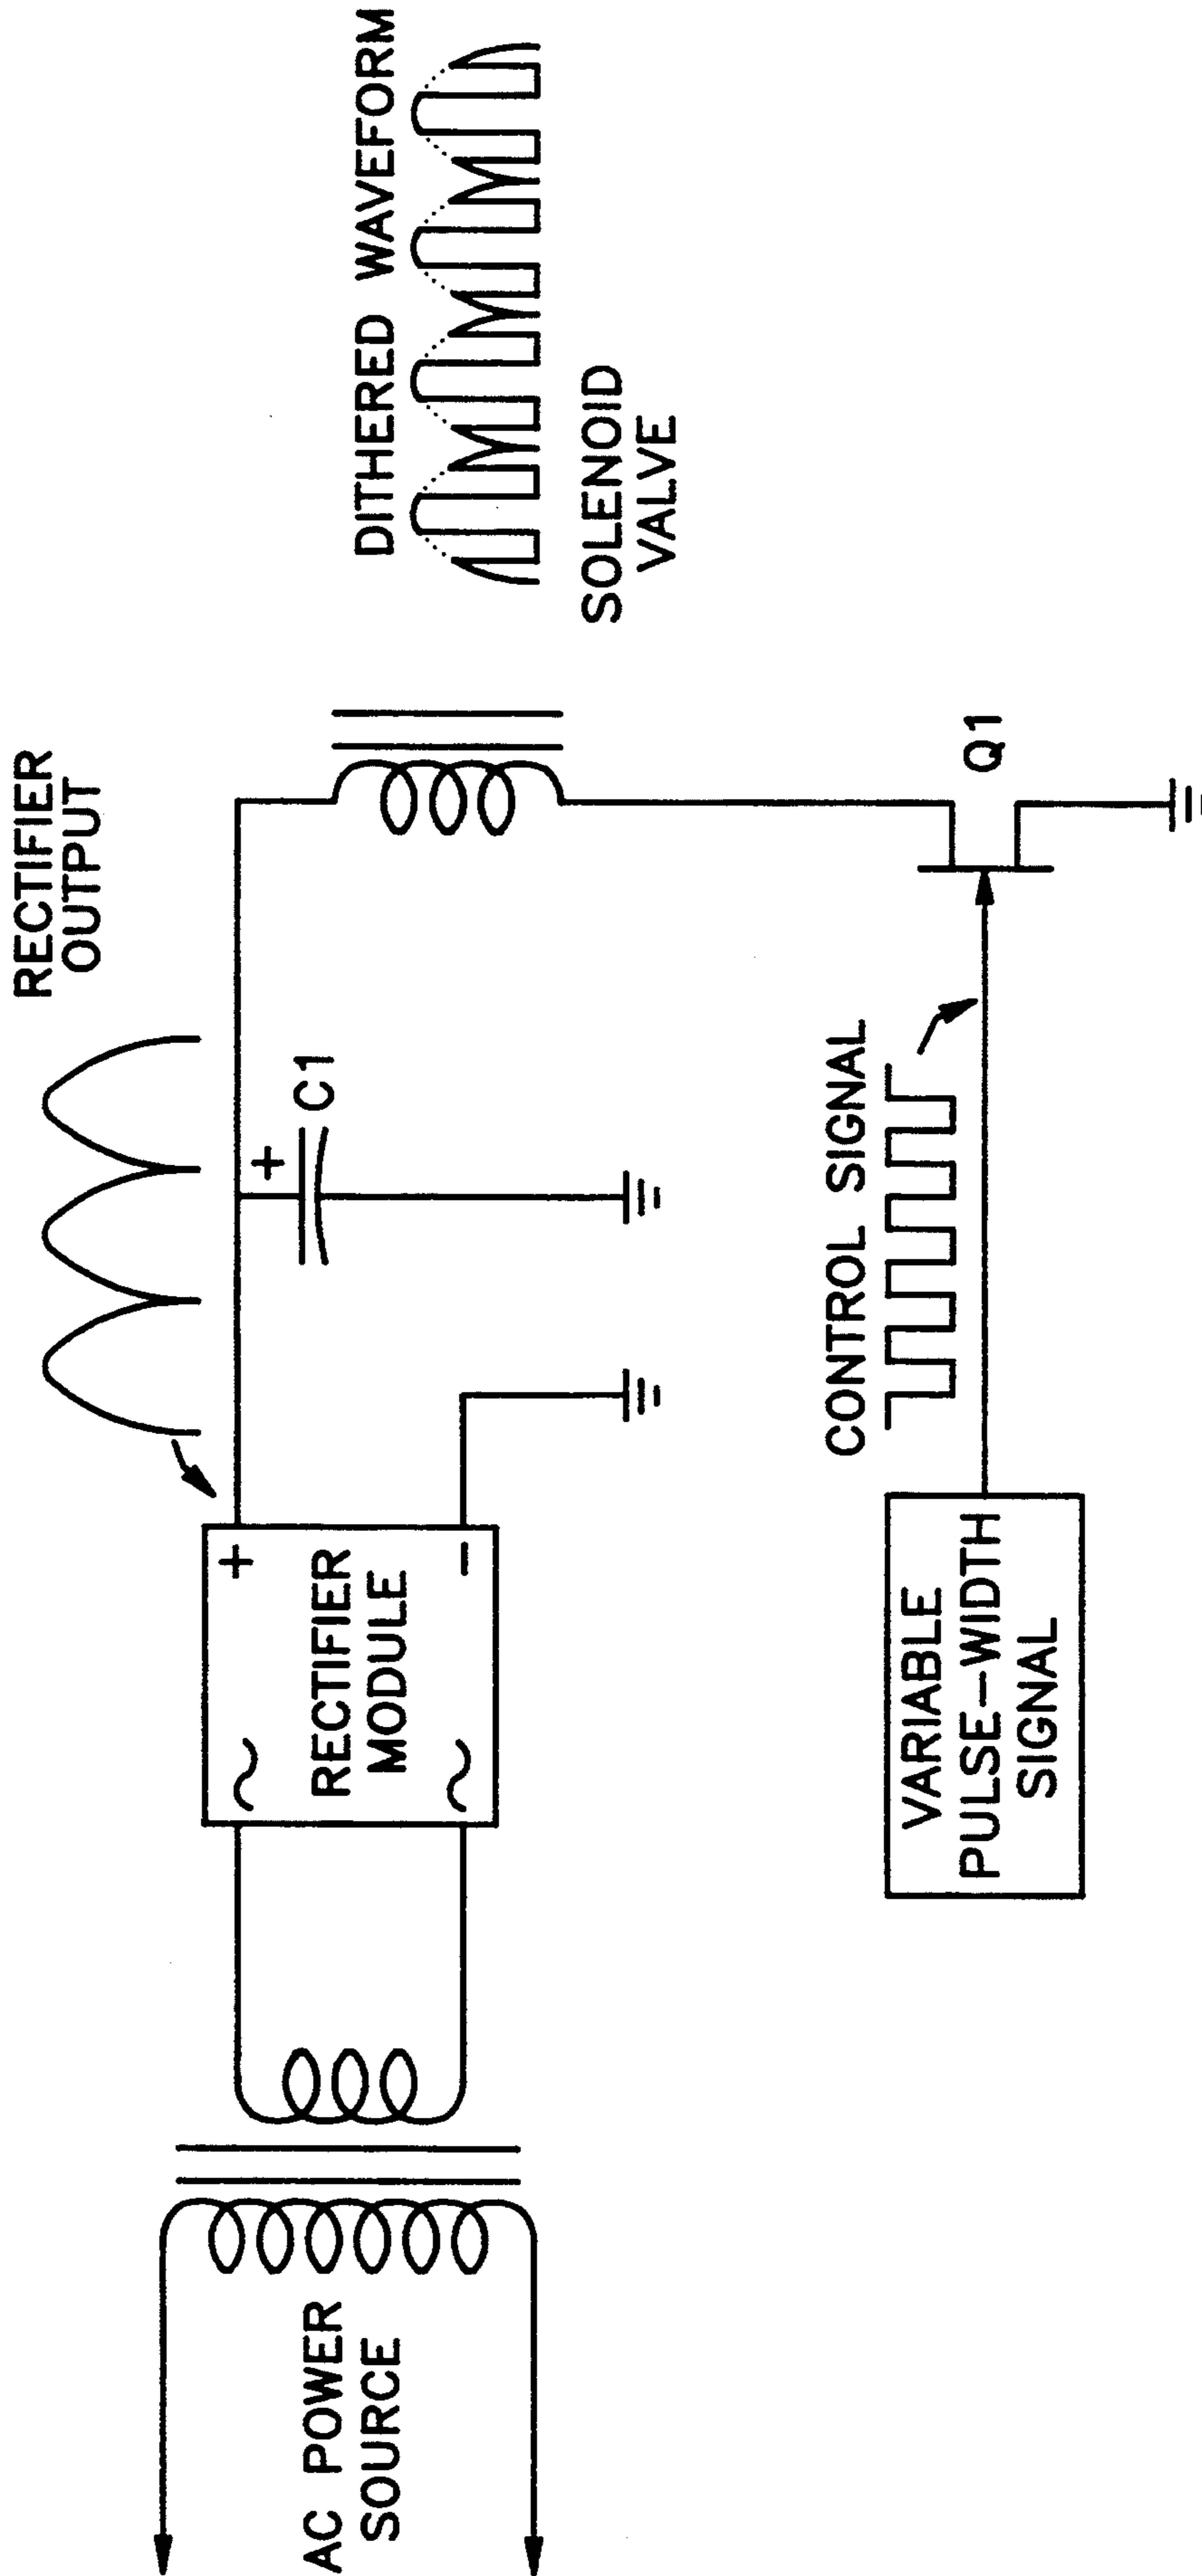 AC POWER
SOURCE
RECTIFIER
MODULE
+
-
RECTIFIER
OUTPUT
+
C1
DITHERED WAVEFORM
SOLENOID
VALVE
VARIABLE
PULSE-WIDTH
SIGNAL
CONTROL SIGNAL
Q1